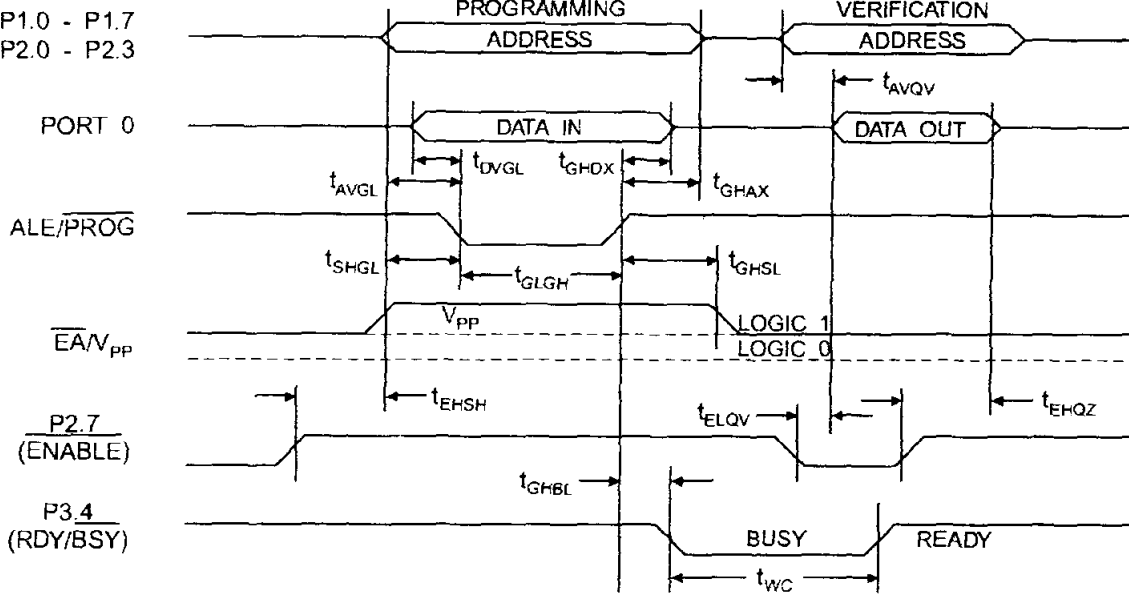 PROGRAMMING
VERIFICATION
P1.0 - P1.7
P2.0 - P2.3
ADDRESS
ADDRESS
tAVQV
PORT 0
DATA IN
DATA OUT
tDVGL
tGHDX
tAVGL
tGHAX
ALE/PROG
tSHGL
tGLGH
tGHSL
VPP
LOGIC 1
EA/VPP
LOGIC 0
tEHSH
tELQV
tEHQZ
P2.7
(ENABLE)
tGHBL
P3.4
(RDY/BSY)
BUSY
READY
tWC